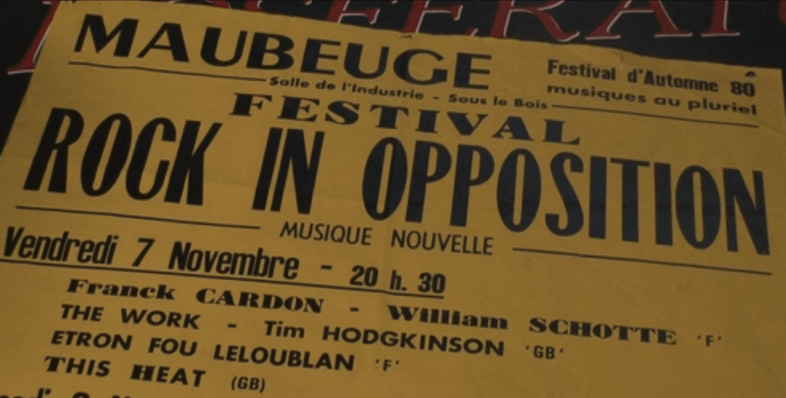 MAUBEUGE
Festival d'Automne 80
musiques au pluriel
Salle de l'Industrie - Sous le Bois
FESTIVAL
ROCK IN OPPOSITION
MUSIQUE NOUVELLE
Vendredi 7 Novembre - 20 h. 30
Franck CARDON - William SCHOTTE 'F'
THE WORK - Tim HODGKINSON 'GB'
ETRON FOU LELOUBLAN 'F'
THIS HEAT (GB)